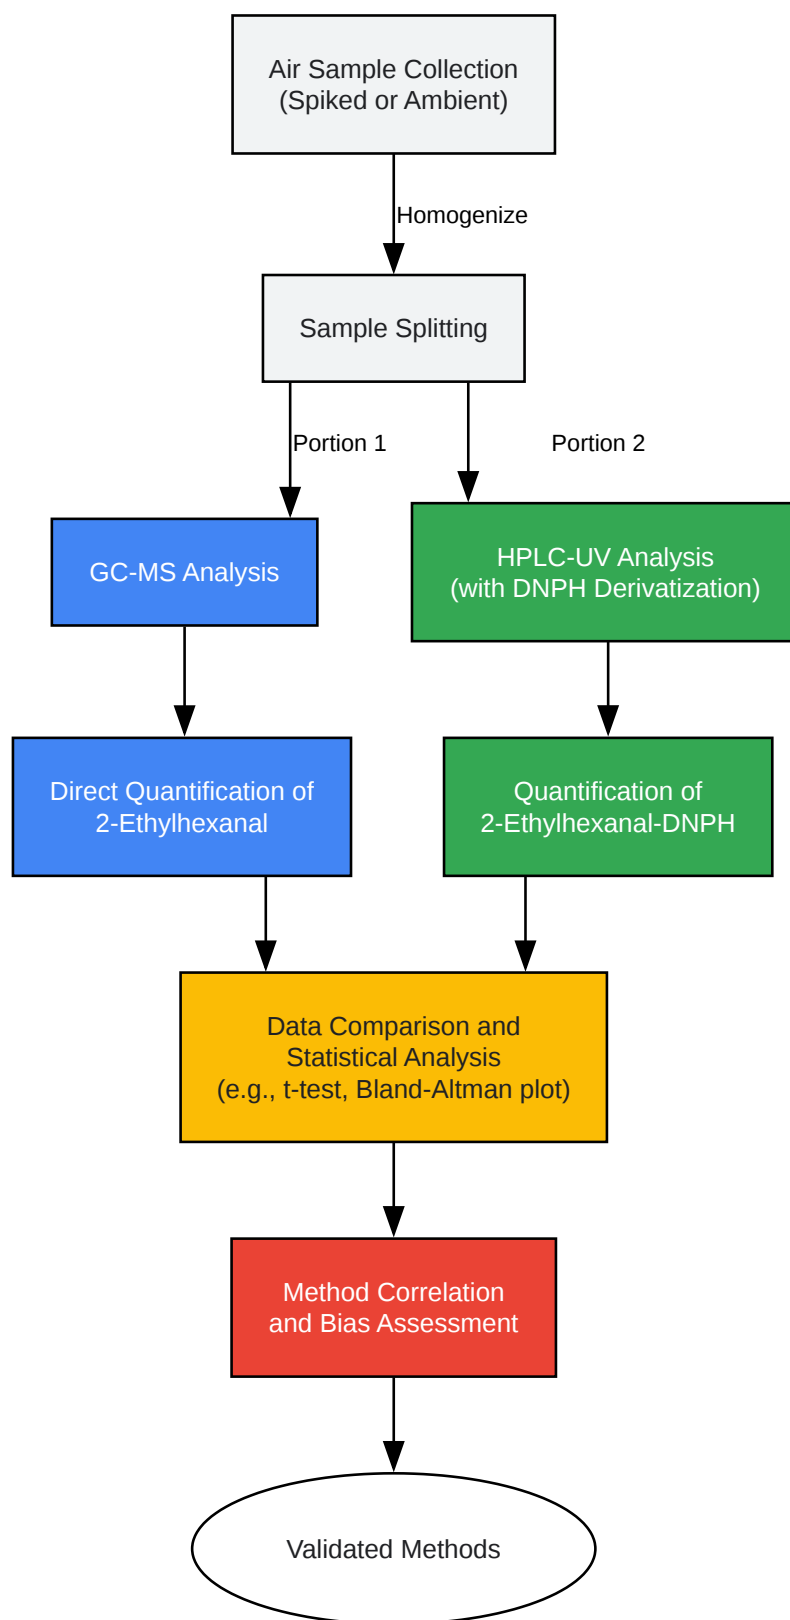 Air Sample Collection
(Spiked or Ambient)
Homogenize
Sample Splitting
Portion 1
Portion 2
GC-MS Analysis
HPLC-UV Analysis
(with DNPH Derivatization)
Direct Quantification of
2-Ethylhexanal
Quantification of
2-Ethylhexanal-DNPH
Data Comparison and
Statistical Analysis
(e.g., t-test, Bland-Altman plot)
Method Correlation
and Bias Assessment
Validated Methods